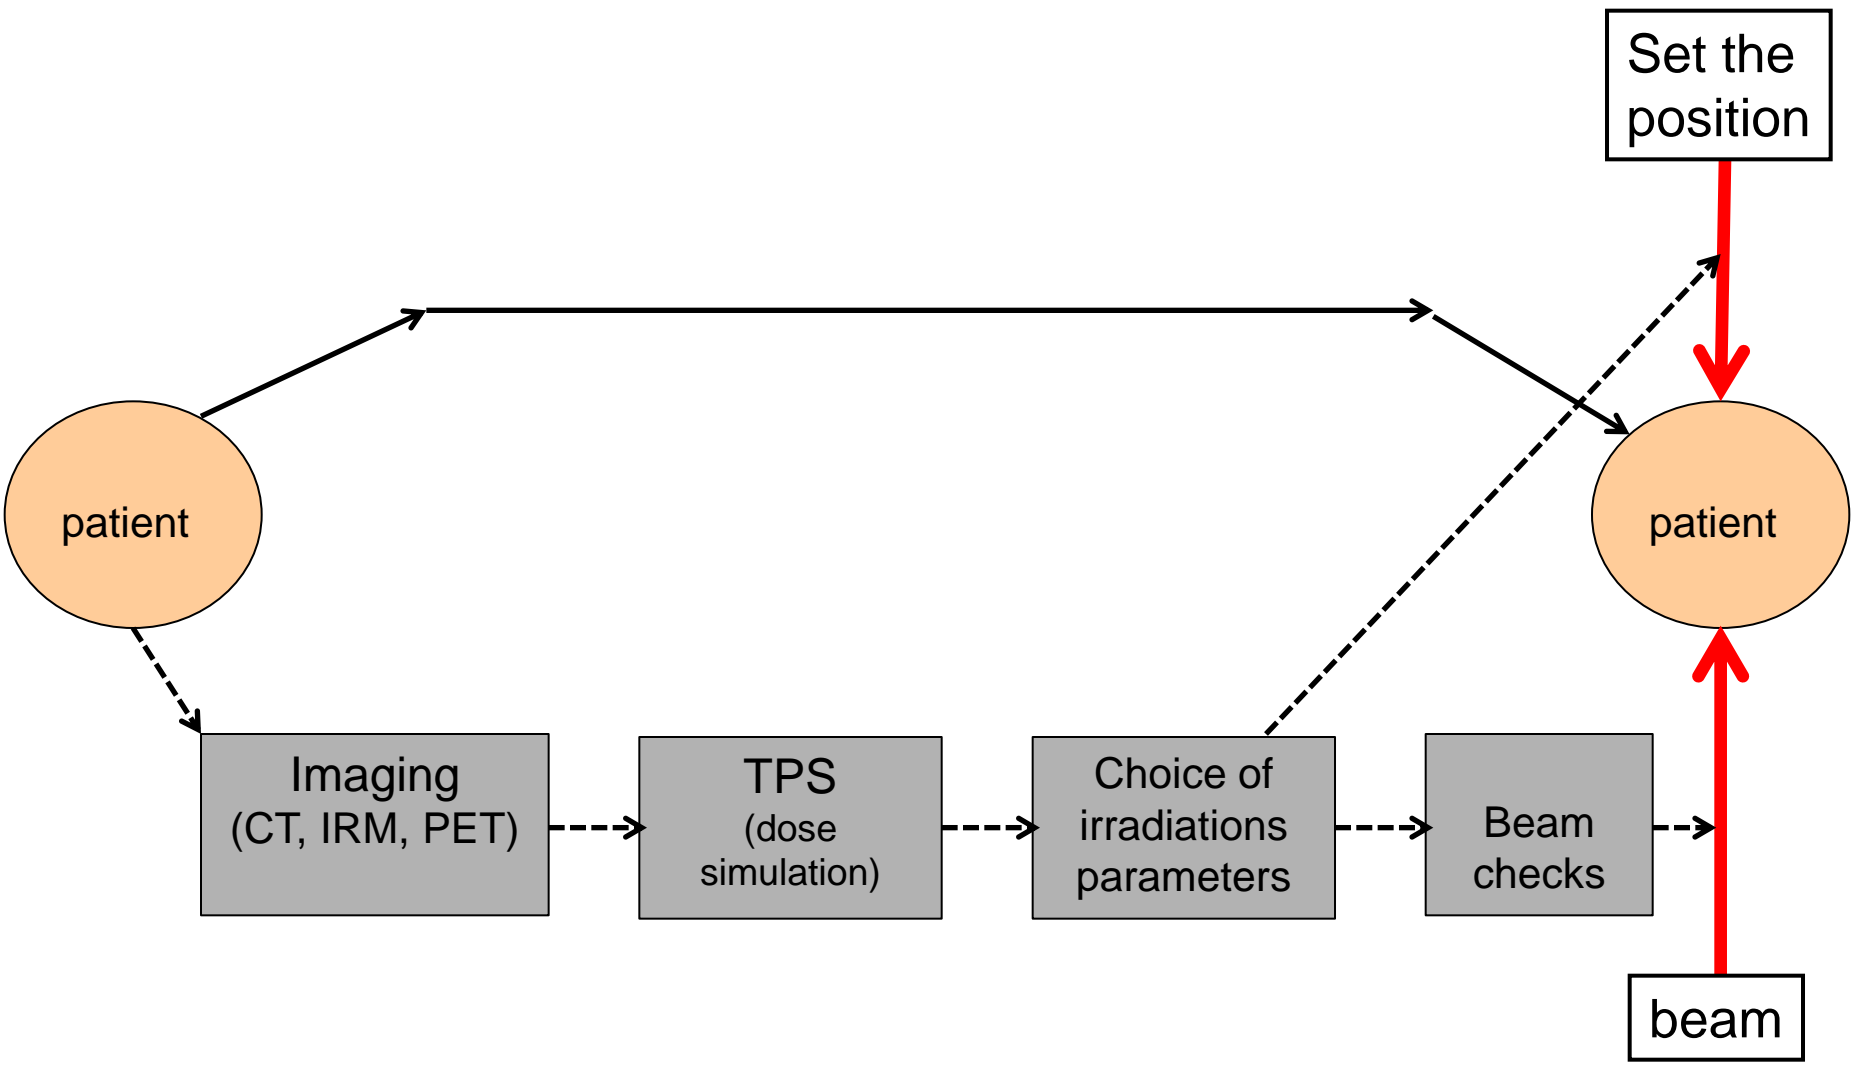 Set the
position
patient
patient
Imaging
(CT, IRM, PET)
TPS
(dose
simulation)
Choice of
irradiations
parameters
Beam
checks
beam